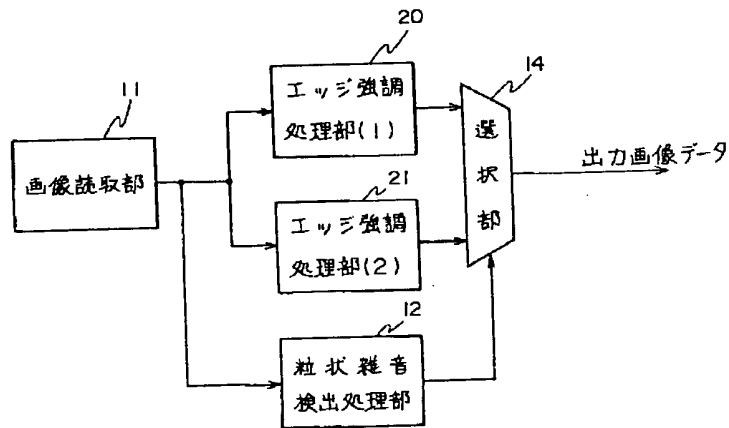 11
画像読取部
20
エッジ強調
処理部(1)
21
エッジ強調
処理部(2)
12
粒状雑音
検出処理部
14
選択部
出力画像データ